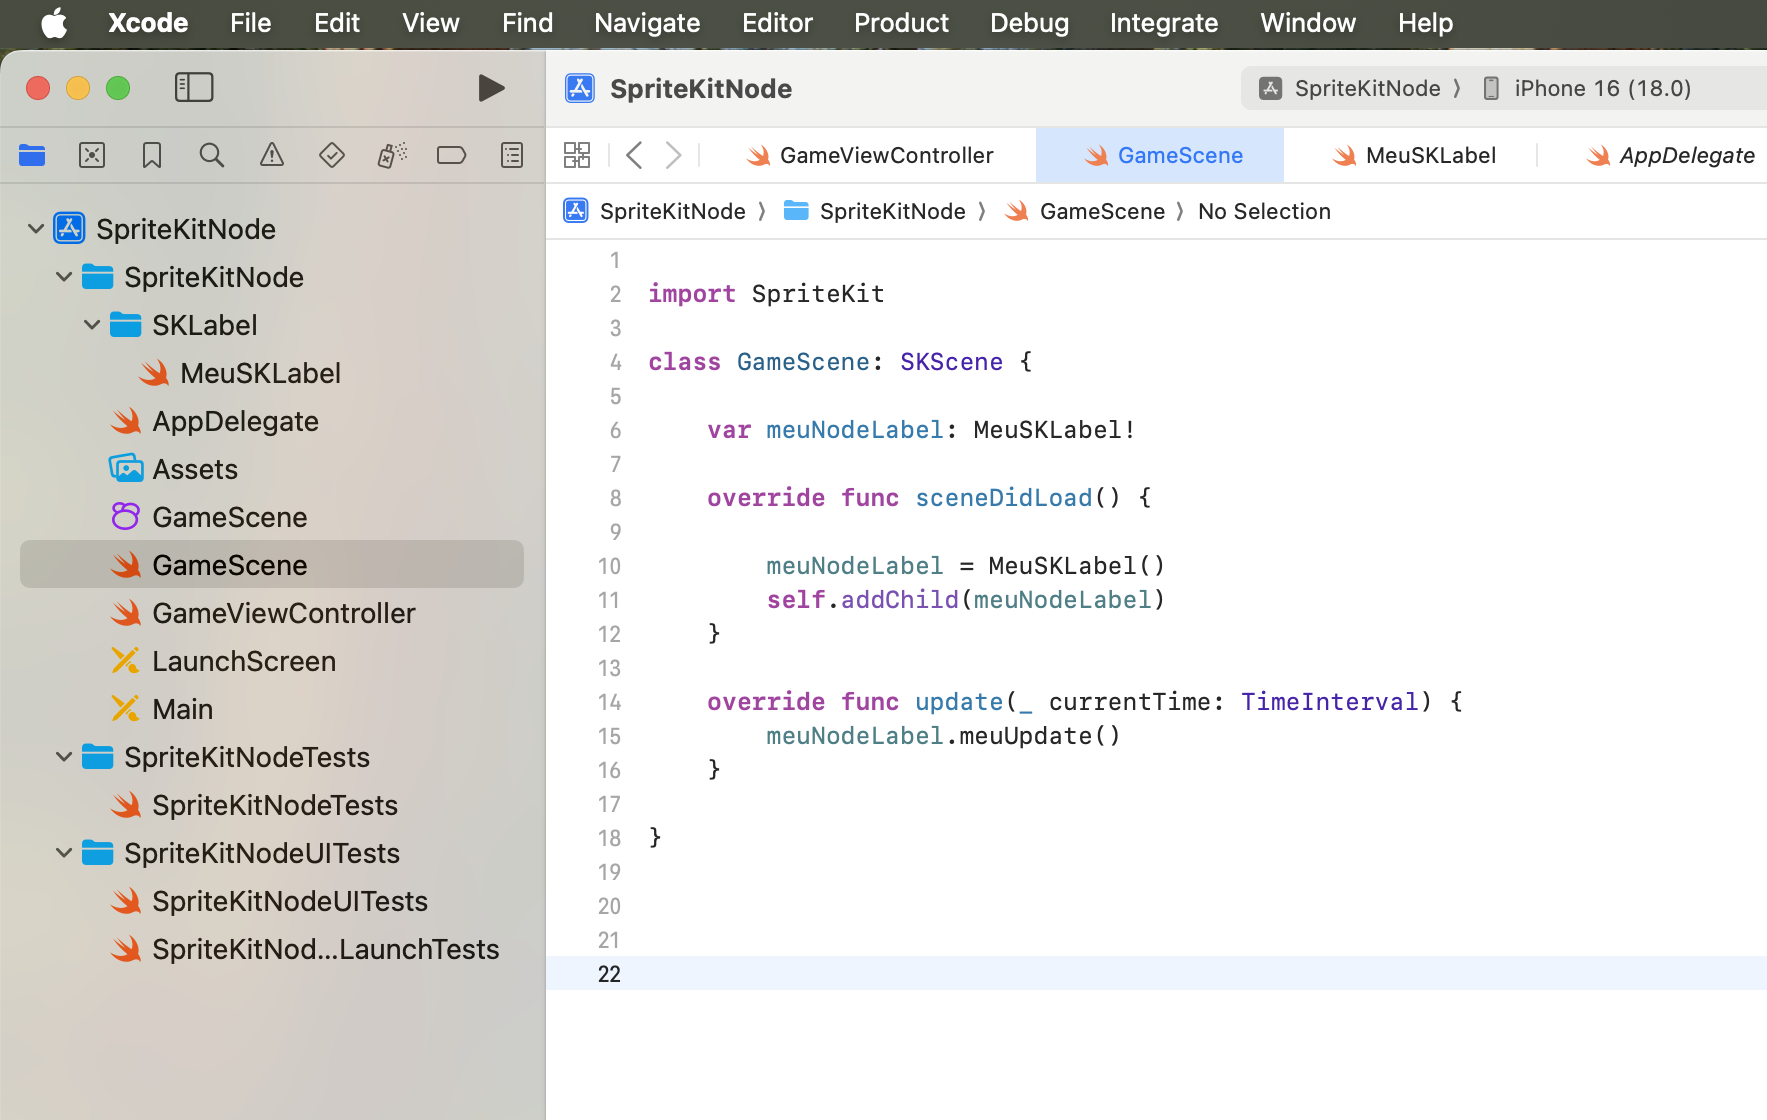 Xcode File Edit View Find Navigate Editor Product Debug Integrate Window Help
SpriteKitNode
SpriteKitNode 〉 iPhone 16 (18.0)
GameViewController GameScene MeuSKLabel AppDelegate
SpriteKitNode 〉 SpriteKitNode 〉 GameScene 〉 No Selection
SpriteKitNode
SpriteKitNode
SKLabel
MeuSKLabel
AppDelegate
Assets
GameScene
GameScene
GameViewController
LaunchScreen
Main
SpriteKitNodeTests
SpriteKitNodeTests
SpriteKitNodeUITests
SpriteKitNodeUITests
SpriteKitNod...LaunchTests
1
2 import SpriteKit
3
4 class GameScene: SKScene {
5
6 var meuNodeLabel: MeuSKLabel!
7
8 override func sceneDidLoad() {
9
10 meuNodeLabel = MeuSKLabel()
11 self.addChild(meuNodeLabel)
12 }
13
14 override func update(_ currentTime: TimeInterval) {
15 meuNodeLabel.meuUpdate()
16 }
17
18 }
19
20
21
22